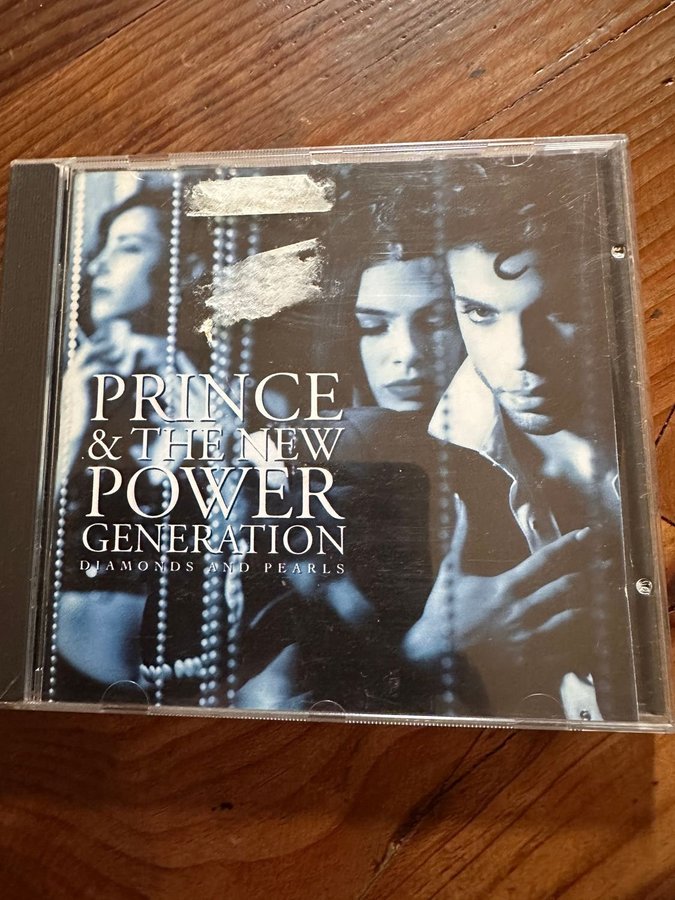 PRINCE
& THE NEW
POWER
GENERATION
DIAMONDS AND PEARLS